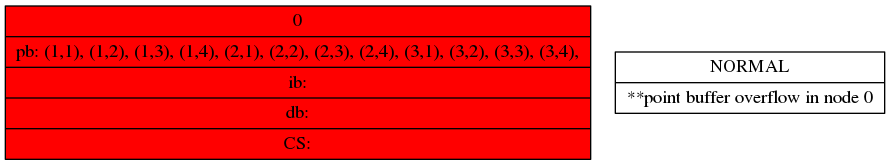 0
pb: (1,1), (1,2), (1,3), (1,4), (2,1), (2,2), (2,3), (2,4), (3,1), (3,2), (3,3), (3,4),
ib:
db:
CS:
NORMAL
**point buffer overflow in node 0